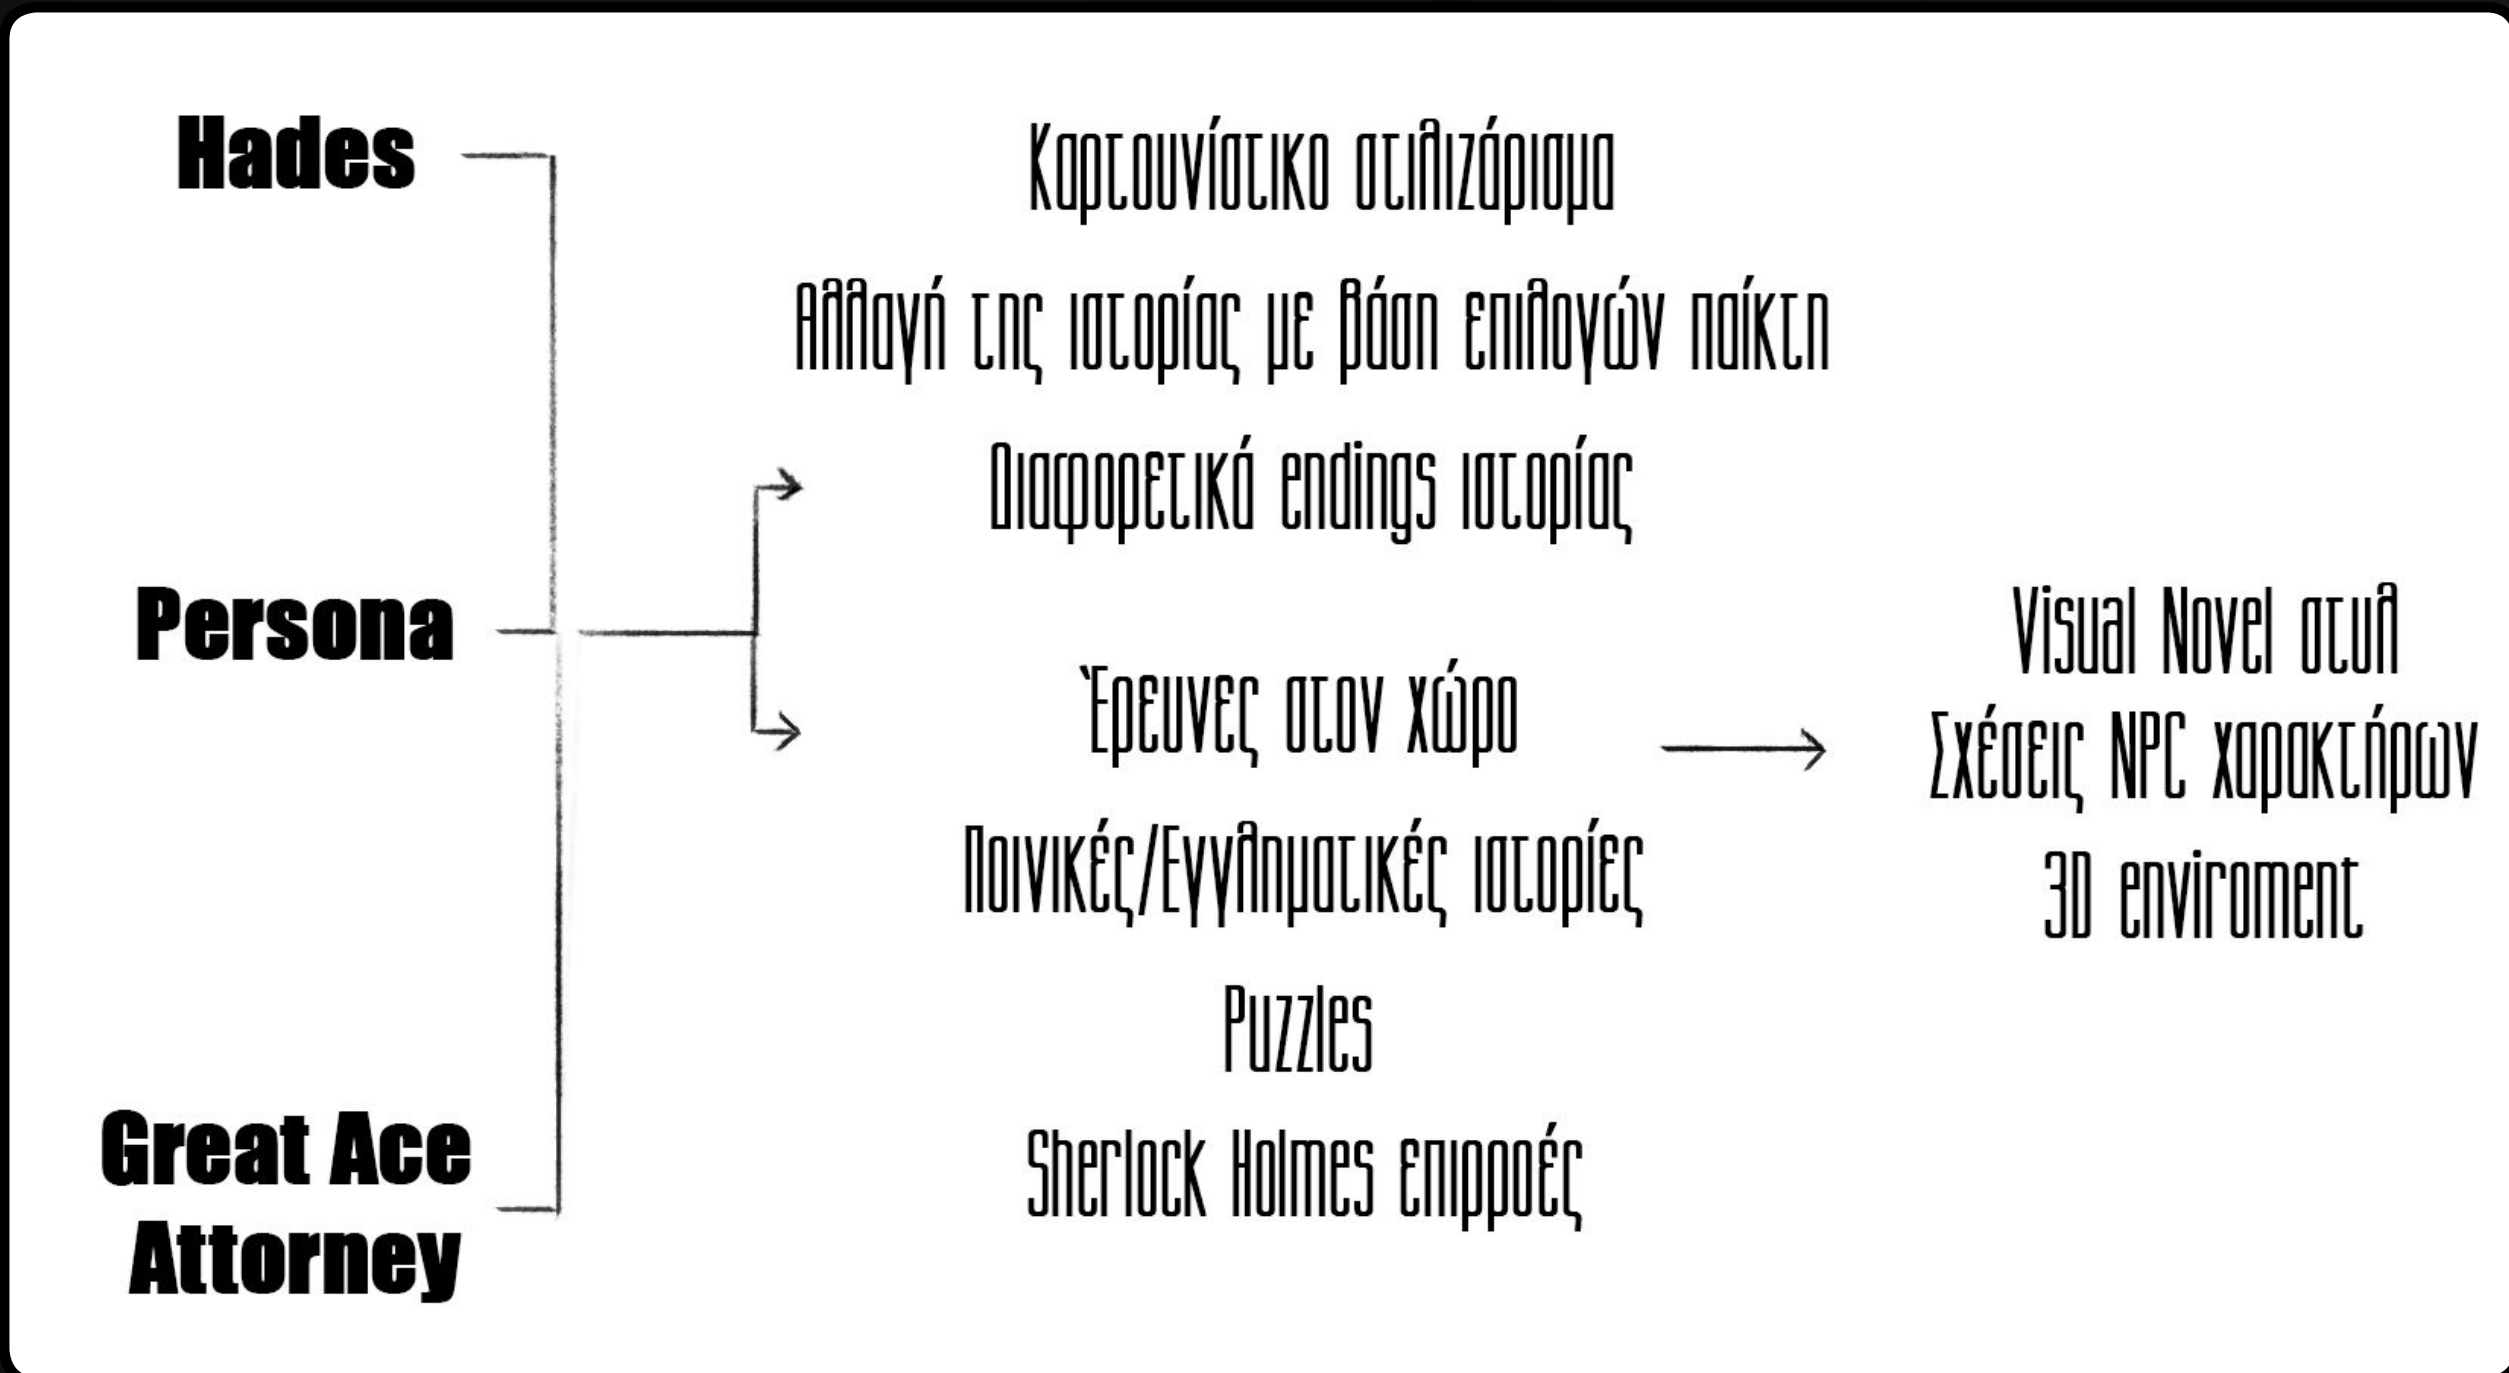 Hades
Persona
Great Ace
Attorney
Καρτουνίστικο στιλιζάρισμα
Αλλαγή της ιστορίας με βάση επιλογών παίκτη
Διαφορετικά endings ιστορίας
Έρευνες στον χώρο
Ποινικές/Εγγληματικές ιστορίες
Puzzles
Sherlock Holmes επιρροές
Visual Novel στυλ
Σχέσεις NPC χαρακτήρων
3D enviroment